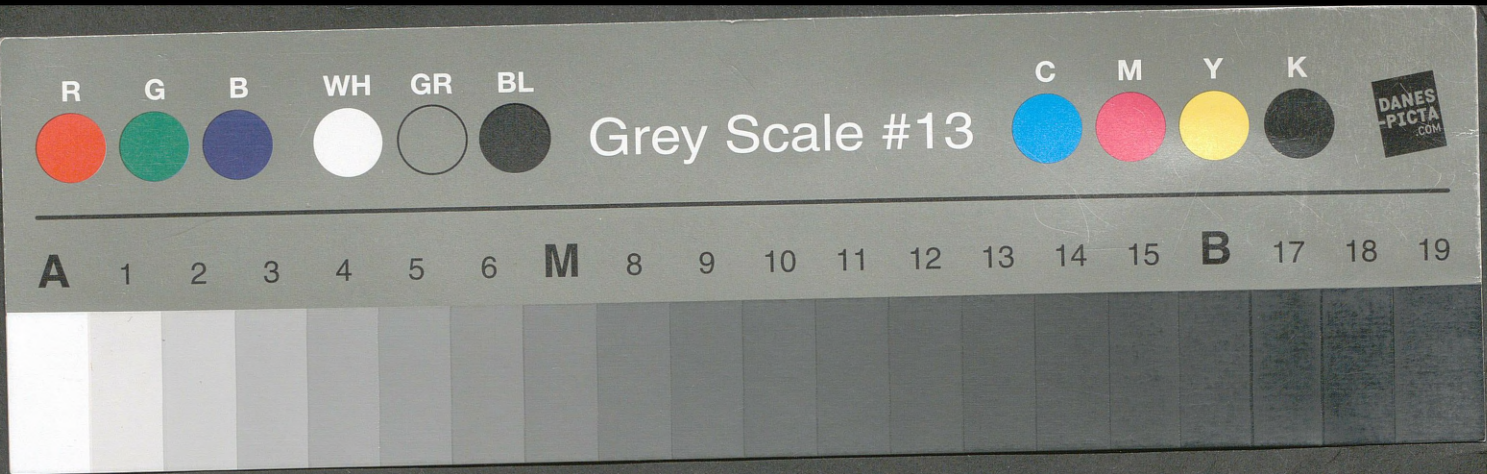 R G B WH GR BL
Grey Scale #13
C M Y K
DANES
-PICTA
.COM
A 1 2 3 4 5 6 M 8 9 10 11 12 13 14 15 B 17 18 19